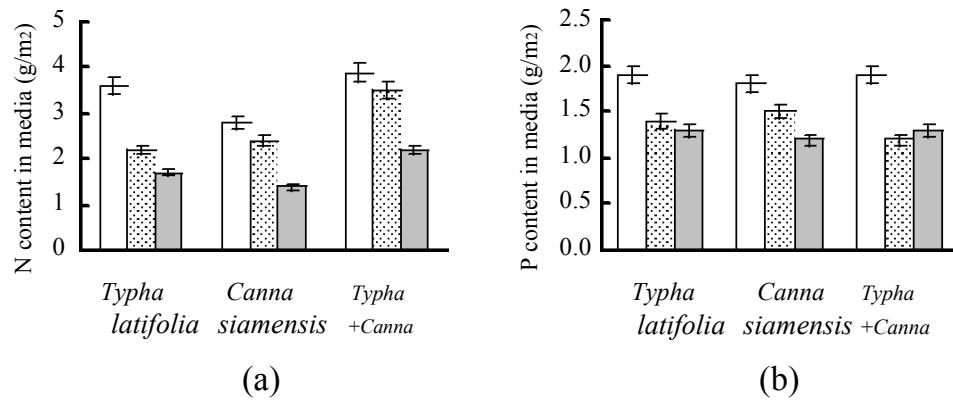 N content in media (g/m2)
5
4
3
2
1
0
Typha
latifolia
Canna
siamensis
Typha
+Canna
(a)
P content in media (g/m2)
2.5
2.0
1.5
1.0
0.5
0.0
Typha
latifolia
Canna
siamensis
Typha
+Canna
(b)